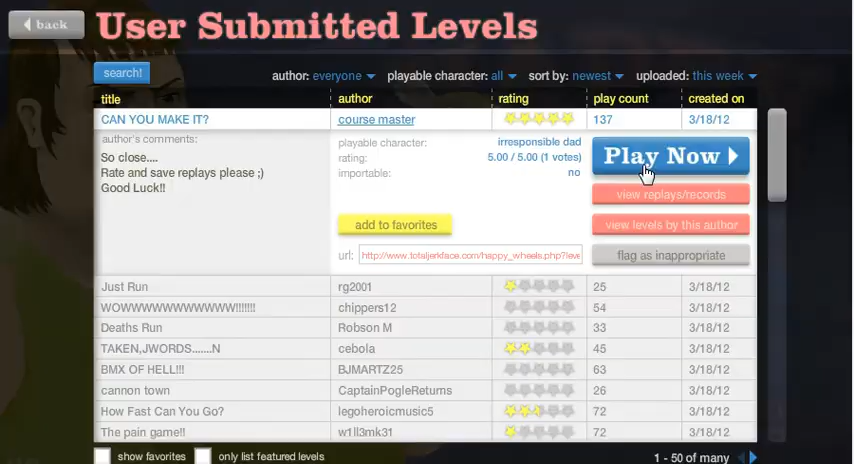 back
User Submitted Levels
search!
author: everyone playable character: all sort by: newest uploaded: this week
title author rating play count created on
CAN YOU MAKE IT? course master 137 3/18/12
author's comments:
So close....
Rate and save replays please ;)
Good Luck!!
playable character: irresponsible dad
rating: 5.00 / 5.00 (1 votes)
importable: no
add to favorites
url: http://www.totaljerkface.com/happy_wheels.php?leve
Play Now
view replays/records
view levels by this author
flag as inappropriate
Just Run rg2001 25 3/18/12
WOWWWWWWWWWWW!!!!!!! chippers12 54 3/18/12
Deaths Run Robson M 33 3/18/12
TAKEN,JWORDS.......N cebola 45 3/18/12
BMX OF HELL!!! BJMARTZ25 63 3/18/12
cannon town CaptainPogleReturns 26 3/18/12
How Fast Can You Go? legoheroicmusic5 72 3/18/12
The pain game!! w1ll3mk31 72 3/18/12
show favorites only list featured levels 1 - 50 of many